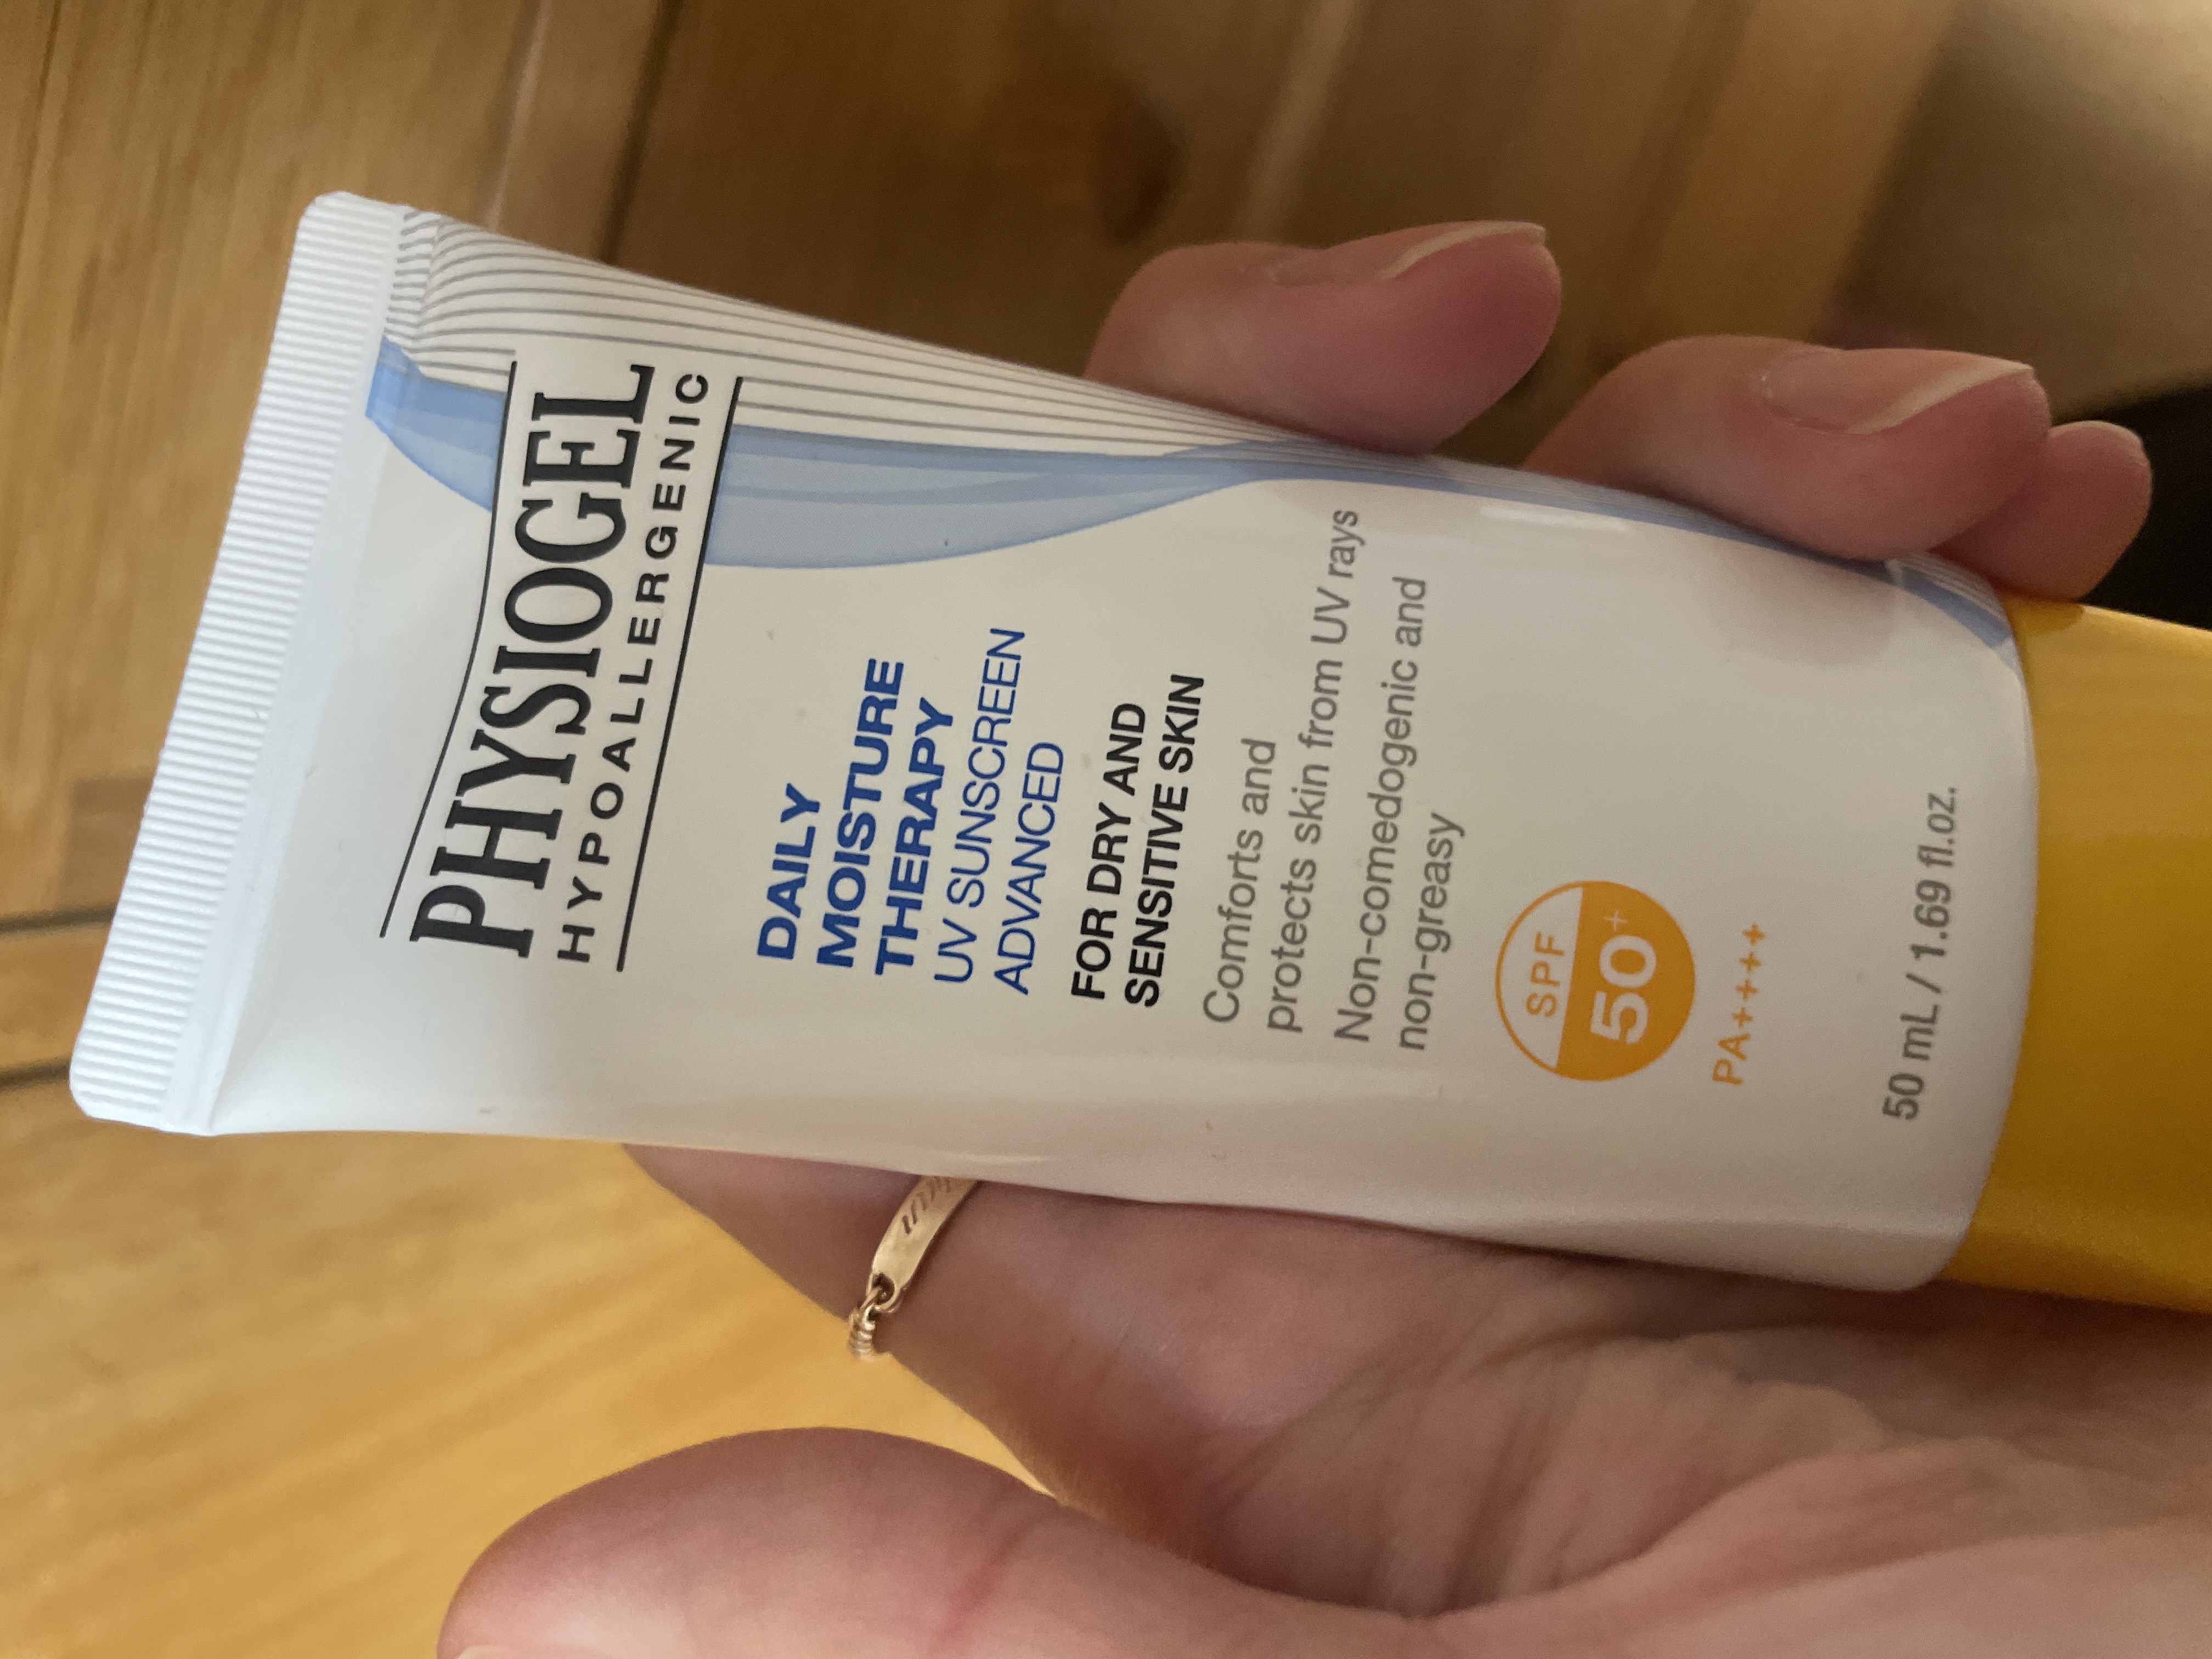 PHYSIOGEL
HYPOALLERGENIC
DAILY
MOISTURE
THERAPY
UV SUNSCREEN
ADVANCED
FOR DRY AND
SENSITIVE SKIN
Comforts and
protects skin from UV rays
Non-comedogenic and
non-greasy
SPF
50+
PA++++
50 mL / 1.69 fl.oz.